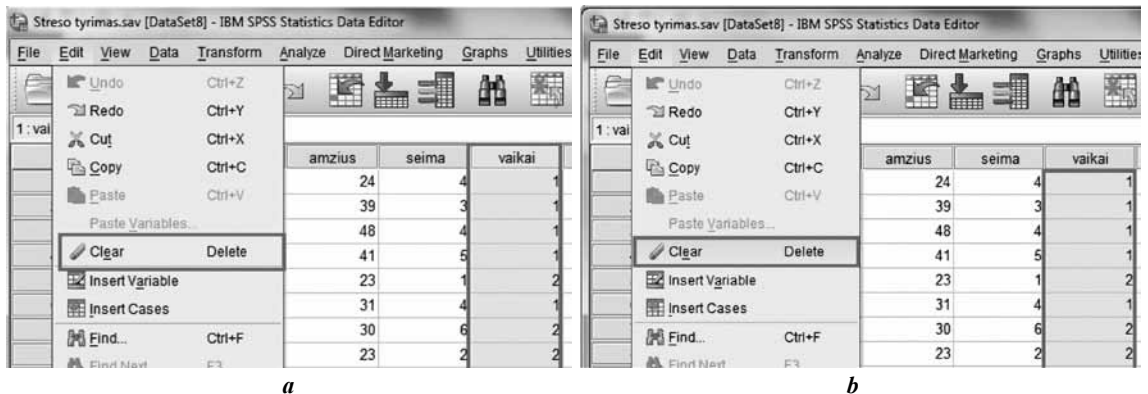 Streso tyrimas.sav [DataSet8] - IBM SPSS Statistics Data Editor
File Edit View Data Transform Analyze Direct Marketing Graphs Utilities
Undo Ctrl+Z
Redo Ctrl+Y
1 : vai
Cut Ctrl+X
Copy Ctrl+C
Paste Ctrl+V
Paste Variables...
Clear Delete
Insert Variable
Insert Cases
Find... Ctrl+F
Find Next F3
amzius seima vaikai
24 4 1
39 3 1
48 4 1
41 5 1
23 1 2
31 4 1
30 6 2
23 2 2
a
Streso tyrimas.sav [DataSet8] - IBM SPSS Statistics Data Editor
File Edit View Data Transform Analyze Direct Marketing Graphs Utilitie
Undo Ctrl+Z
Redo Ctrl+Y
1 : vai
Cut Ctrl+X
Copy Ctrl+C
Paste Ctrl+V
Paste Variables...
Clear Delete
Insert Variable
Insert Cases
Find... Ctrl+F
Find Next F3
amzius seima vaikai
24 4 1
39 3 1
48 4 1
41 5 1
23 1 2
31 4 1
30 6 2
23 2 2
b